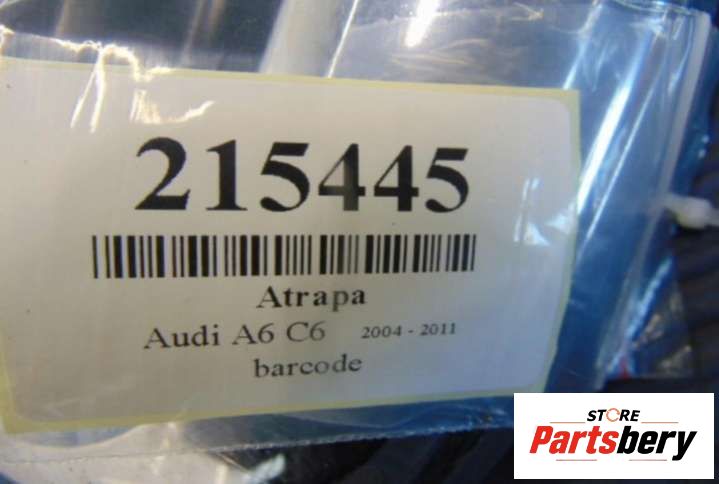 215445
Atrapa
Audi A6 C6 2004 - 2011
barcode
STORE
Partsbery